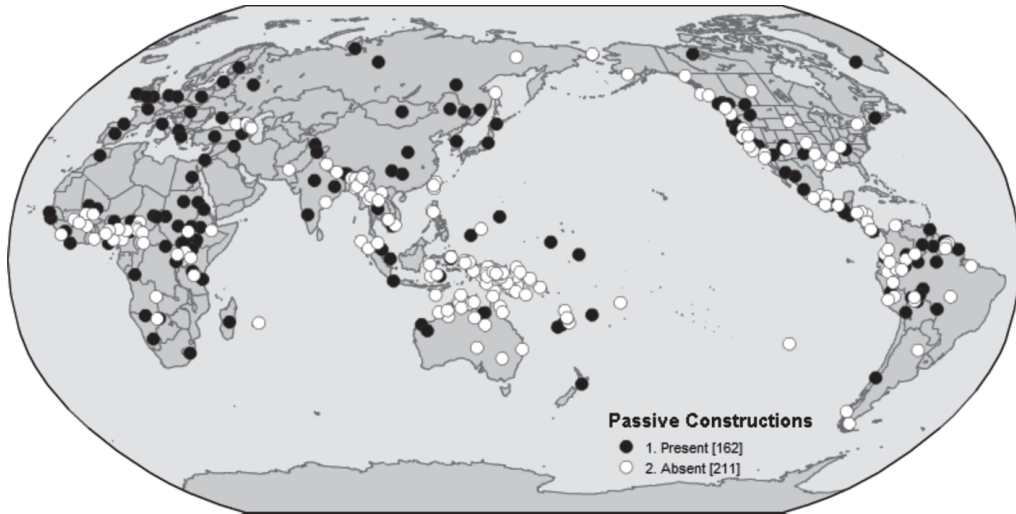 Passive Constructions
1. Present [162]
2. Absent [211]